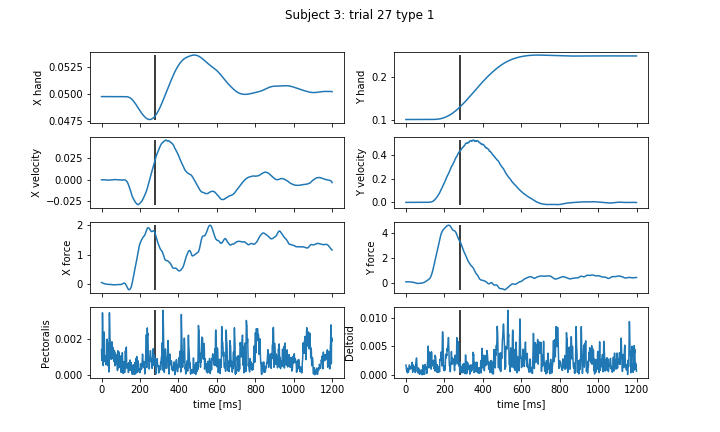 Subject 3: trial 27 type 1
X hand
0.0525
0.0500
0.0475
Y hand
0.2
0.1
X velocity
0.025
0.000
−0.025
Y velocity
0.4
0.2
0.0
X force
2
1
0
Y force
4
2
0
Pectoralis
0.002
0.000
0 200 400 600 800 1000 1200
time [ms]
Deltoid
0.010
0.005
0.000
0 200 400 600 800 1000 1200
time [ms]